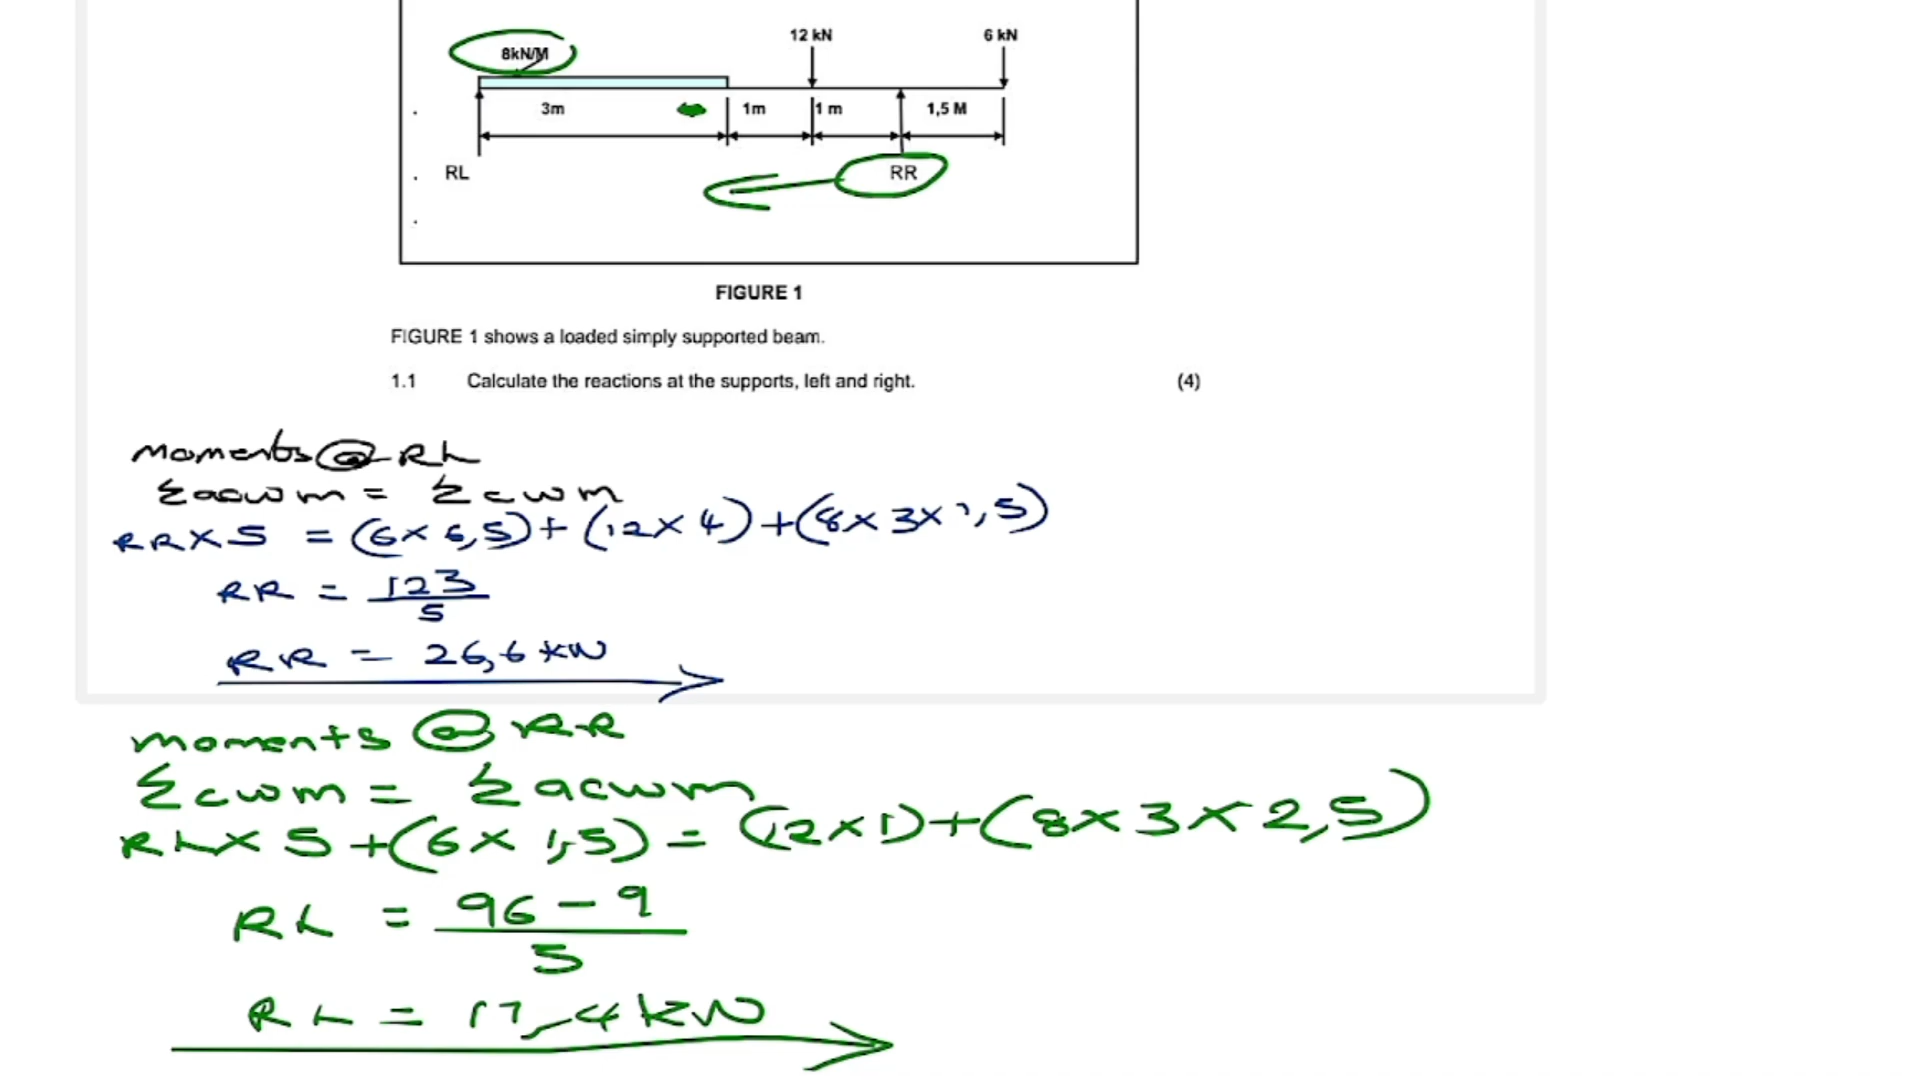 8kN/M
12 kN
6 kN
3m
1m
1 m
1,5 M
RL
RR
FIGURE 1
FIGURE 1 shows a loaded simply supported beam.
1.1 Calculate the reactions at the supports, left and right. (4)
moments @ RL
Σacwm = Σcwm
RR x 5 = (6 x 6,5) + (12 x 4) + (8 x 3 x 1,5)
RR = 123
5
RR = 26,6 kN
moments @ RR
Σcwm = Σacwm
RL x 5 + (6 x 1,5) = (12 x 1) + (8 x 3 x 2,5)
RL = 96 - 9
5
RL = 17,4 kN